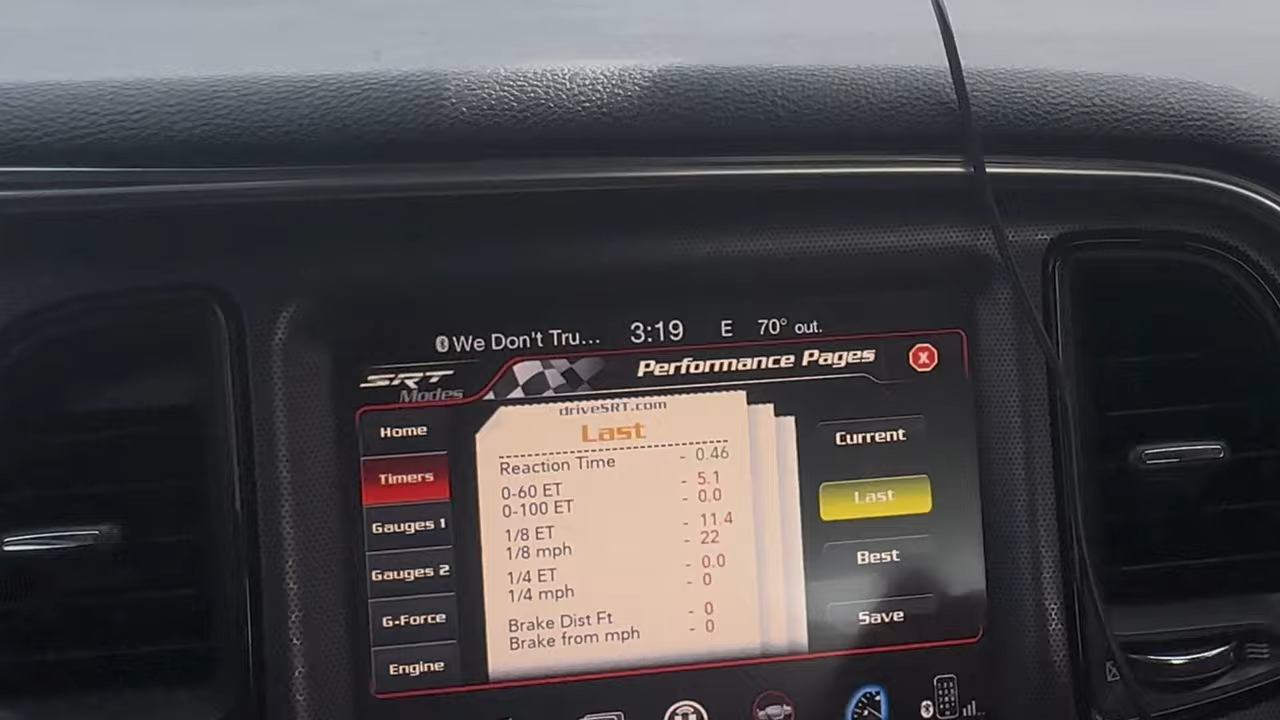 We Don't Tru... 3:19 E 70° out.
SRT Modes
Performance Pages
X
Home
Timers
Gauges 1
Gauges 2
G-Force
Engine
driveSRT.com
Last
Reaction Time - 0.46
0-60 ET - 5.1
0-100 ET - 0.0
1/8 ET - 11.4
1/8 mph - 22
1/4 ET - 0.0
1/4 mph - 0
Brake Dist Ft - 0
Brake from mph - 0
Current
Last
Best
Save